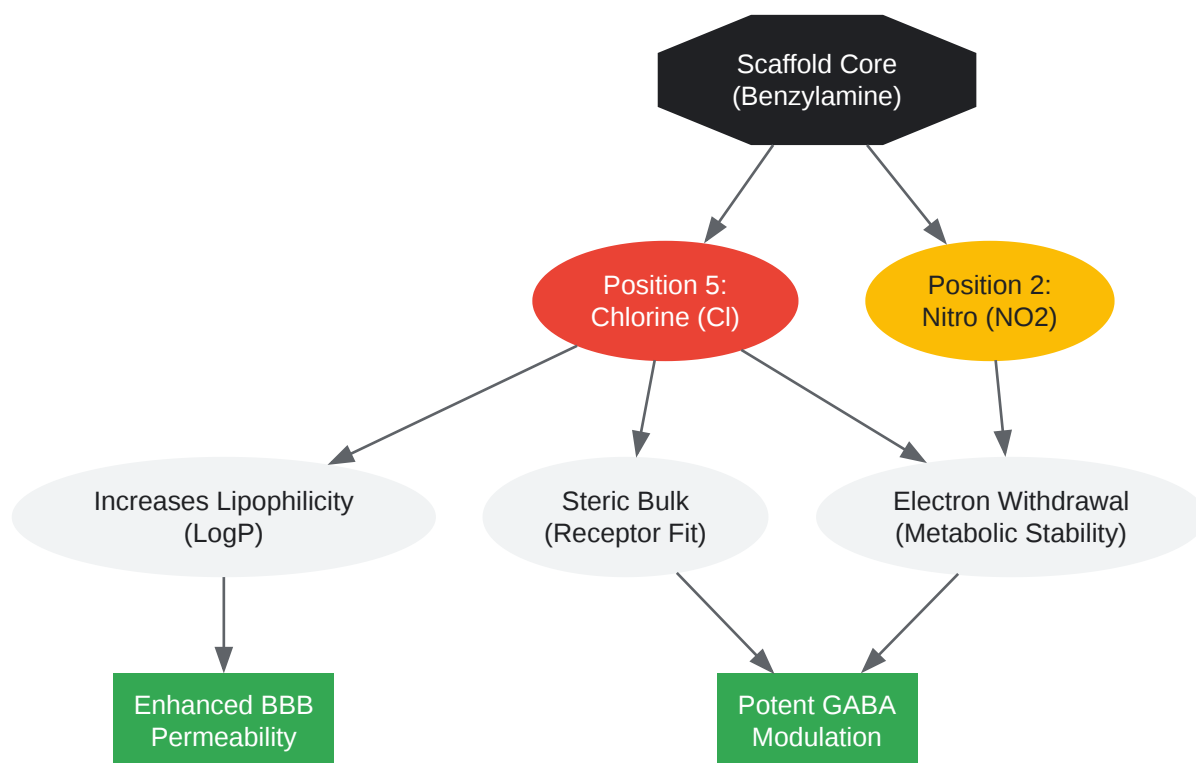 Scaffold Core
(Benzylamine)
Position 5:
Chlorine (Cl)
Position 2:
Nitro (NO2)
Increases Lipophilicity
(LogP)
Steric Bulk
(Receptor Fit)
Electron Withdrawal
(Metabolic Stability)
Enhanced BBB
Permeability
Potent GABA
Modulation